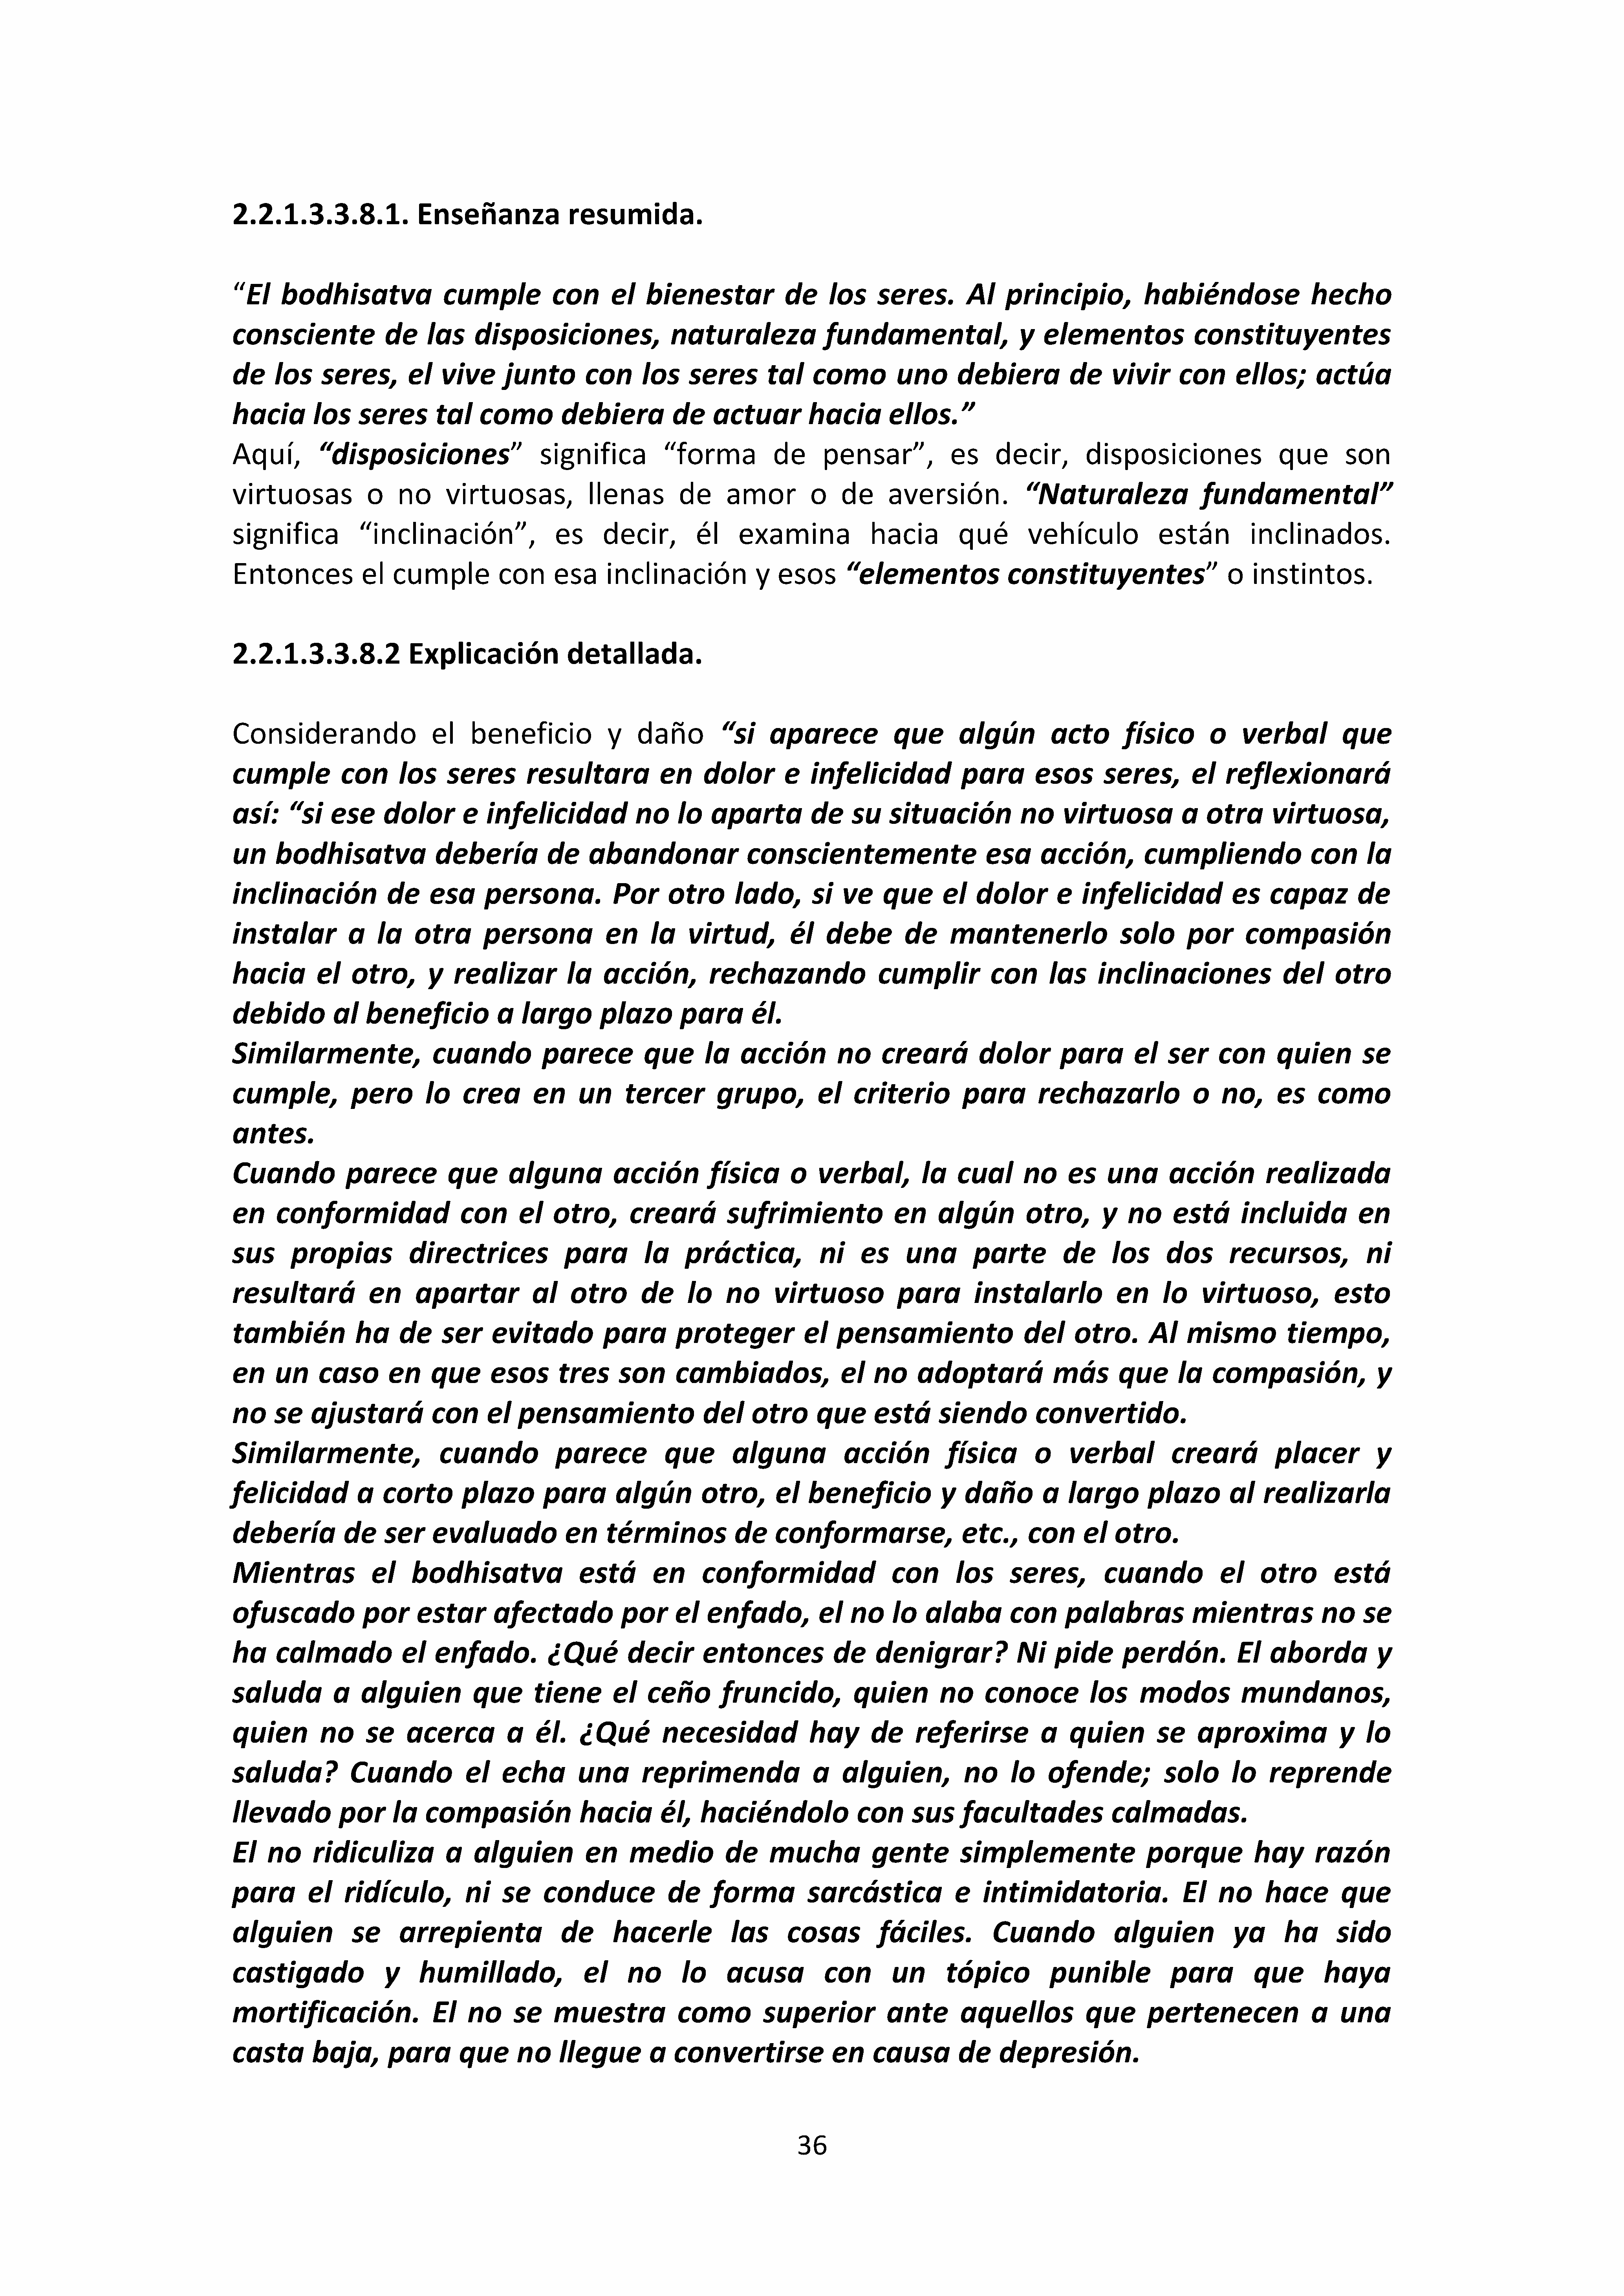 2.2.1.3.3.8.1. Enseñanza resumida.
“El bodhisatva cumple con el bienestar de los seres. Al principio, habiéndose hecho
consciente de las disposiciones, naturaleza fundamental, y elementos constituyentes
de los seres, el vive junto con los seres tal como uno debiera de vivir con ellos; actúa
hacia los seres tal como debiera de actuar hacia ellos.”
Aquí, “disposiciones” significa “forma de pensar”, es decir, disposiciones que son
virtuosas o no virtuosas, llenas de amor o de aversión. “Naturaleza fundamental”
significa “inclinación”, es decir, él examina hacia qué vehículo están inclinados.
Entonces el cumple con esa inclinación y esos “elementos constituyentes” o instintos.
2.2.1.3.3.8.2 Explicación detallada.
Considerando el beneficio y daño “si aparece que algún acto físico o verbal que
cumple con los seres resultara en dolor e infelicidad para esos seres, el reflexionará
así: “si ese dolor e infelicidad no lo aparta de su situación no virtuosa a otra virtuosa,
un bodhisatva debería de abandonar conscientemente esa acción, cumpliendo con la
inclinación de esa persona. Por otro lado, si ve que el dolor e infelicidad es capaz de
instalar a la otra persona en la virtud, él debe de mantenerlo solo por compasión
hacia el otro, y realizar la acción, rechazando cumplir con las inclinaciones del otro
debido al beneficio a largo plazo para él.
Similarmente, cuando parece que la acción no creará dolor para el ser con quien se
cumple, pero lo crea en un tercer grupo, el criterio para rechazarlo o no, es como
antes.
Cuando parece que alguna acción física o verbal, la cual no es una acción realizada
en conformidad con el otro, creará sufrimiento en algún otro, y no está incluida en
sus propias directrices para la práctica, ni es una parte de los dos recursos, ni
resultará en apartar al otro de lo no virtuoso para instalarlo en lo virtuoso, esto
también ha de ser evitado para proteger el pensamiento del otro. Al mismo tiempo,
en un caso en que esos tres son cambiados, el no adoptará más que la compasión, y
no se ajustará con el pensamiento del otro que está siendo convertido.
Similarmente, cuando parece que alguna acción física o verbal creará placer y
felicidad a corto plazo para algún otro, el beneficio y daño a largo plazo al realizarla
debería de ser evaluado en términos de conformarse, etc., con el otro.
Mientras el bodhisatva está en conformidad con los seres, cuando el otro está
ofuscado por estar afectado por el enfado, el no lo alaba con palabras mientras no se
ha calmado el enfado. ¿Qué decir entonces de denigrar? Ni pide perdón. El aborda y
saluda a alguien que tiene el ceño fruncido, quien no conoce los modos mundanos,
quien no se acerca a él. ¿Qué necesidad hay de referirse a quien se aproxima y lo
saluda? Cuando el echa una reprimenda a alguien, no lo ofende; solo lo reprende
llevado por la compasión hacia él, haciéndolo con sus facultades calmadas.
El no ridiculiza a alguien en medio de mucha gente simplemente porque hay razón
para el ridículo, ni se conduce de forma sarcástica e intimidatoria. El no hace que
alguien se arrepienta de hacerle las cosas fáciles. Cuando alguien ya ha sido
castigado y humillado, el no lo acusa con un tópico punible para que haya
mortificación. El no se muestra como superior ante aquellos que pertenecen a una
casta baja, para que no llegue a convertirse en causa de depresión.
36